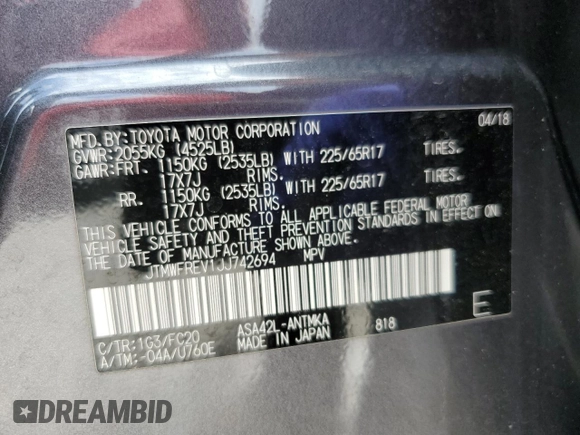 MFD. BY: TOYOTA MOTOR CORPORATION 04/18
GVWR: 2055KG (4525LB)
GAWR: FRT. 1150KG (2535LB) WITH 225/65R17 TIRES.
17X7J RIMS.
RR. 1150KG (2535LB) WITH 225/65R17 TIRES.
17X7J RIMS.
THIS VEHICLE CONFORMS TO ALL APPLICABLE FEDERAL MOTOR
VEHICLE SAFETY AND THEFT PREVENTION STANDARDS IN EFFECT ON
THE DATE OF MANUFACTURE SHOWN ABOVE.
JTMWFREV1JJ742694 MPV
E
C/TR: 1G3/FC20 ASA42L-ANTMKA 818
A/TM: -04A/U760E MADE IN JAPAN
DREAMBID